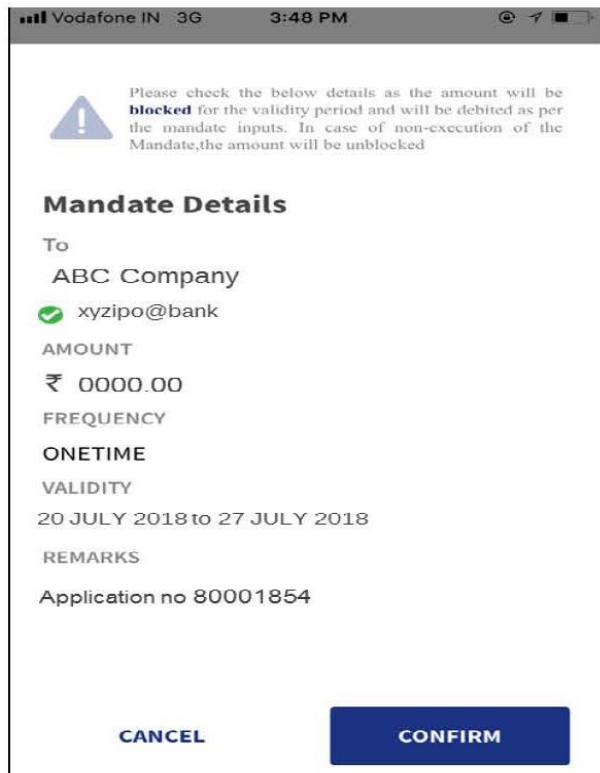 Vodafone IN 3G 3:48 PM
Please check the below details as the amount will be
blocked for the validity period and will be debited as per
the mandate inputs. In case of non-execution of the
Mandate,the amount will be unblocked
Mandate Details
To
ABC Company
xyzipo@bank
AMOUNT
₹ 0000.00
FREQUENCY
ONETIME
VALIDITY
20 JULY 2018 to 27 JULY 2018
REMARKS
Application no 80001854
CANCEL CONFIRM